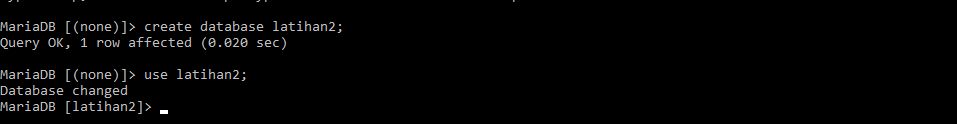 MariaDB [(none)]> create database latihan2;
Query OK, 1 row affected (0.020 sec)
MariaDB [(none)]> use latihan2;
Database changed
MariaDB [latihan2]>